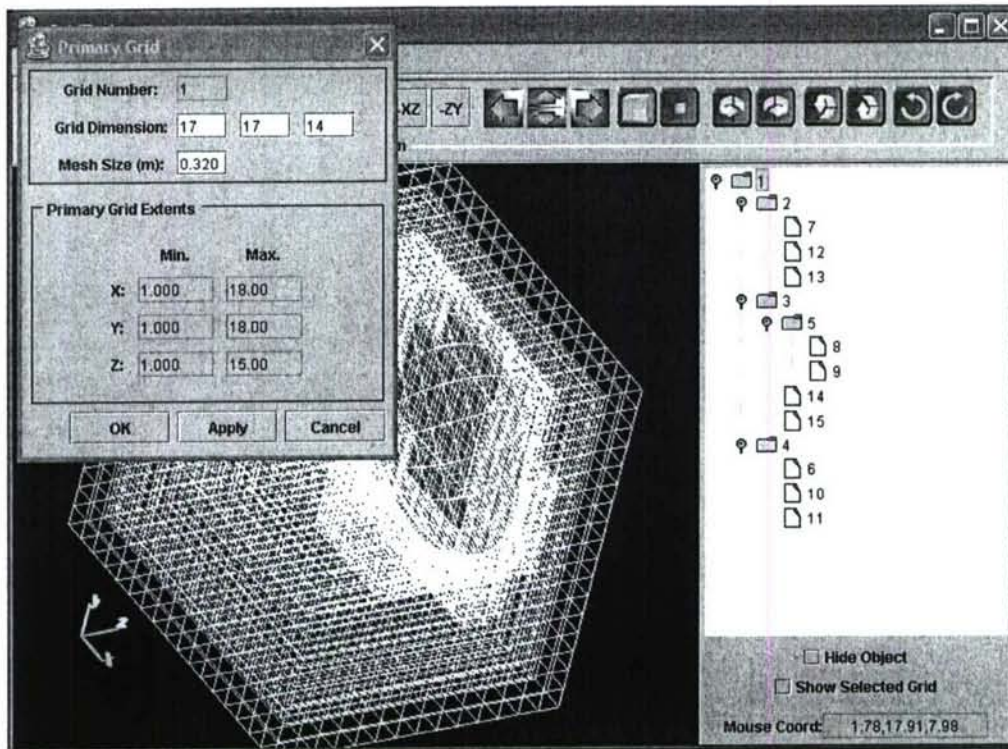 Primary Grid
Grid Number: 1
Grid Dimension: 17 17 14
Mesh Size (m): 0.320
Primary Grid Extents
Min. Max.
X: 1.000 18.00
Y: 1.000 18.00
Z: 1.000 15.00
OK Apply Cancel
-XZ -ZY
1
2
7
12
13
3
5
8
9
14
15
4
6
10
11
Hide Object
Show Selected Grid
Mouse Coord: 1.78,17.91,7.98